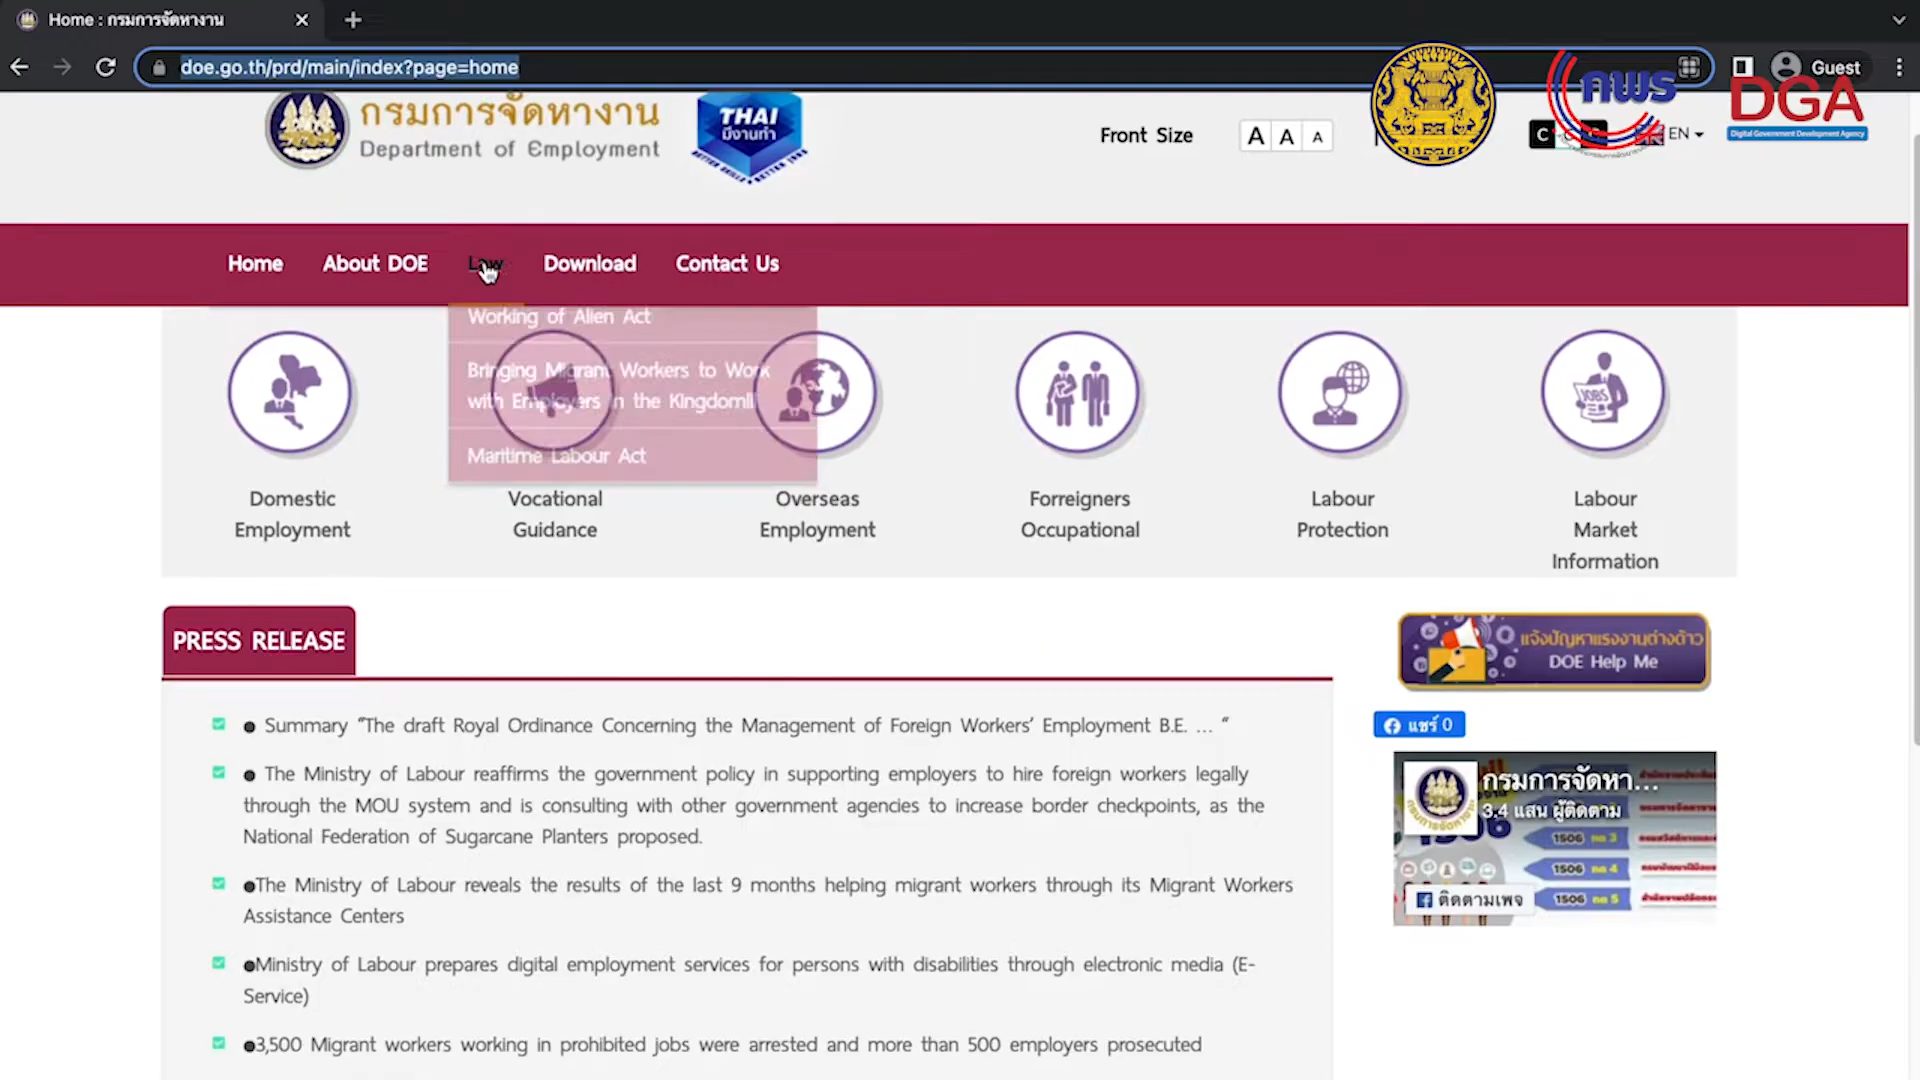 Home : กรมการจัดหางาน
doe.go.th/prd/main/index?page=home
Guest
กรมการจัดหางาน
Department of Employment
THAI
มีงานทำ
Front Size
A A A
C
EN
กพร
DGA
Digital Government Development Agency
Home
About DOE
Law
Download
Contact Us
Working of Alien Act
Bringing Migrant Workers to Work
with Employers in the Kingdom
Maritime Labour Act
Domestic
Employment
Vocational
Guidance
Overseas
Employment
Forreigners
Occupational
Labour
Protection
JOBS
Labour
Market
Information
PRESS RELEASE
● Summary “The draft Royal Ordinance Concerning the Management of Foreign Workers’ Employment B.E. … “
● The Ministry of Labour reaffirms the government policy in supporting employers to hire foreign workers legally
through the MOU system and is consulting with other government agencies to increase border checkpoints, as the
National Federation of Sugarcane Planters proposed.
●The Ministry of Labour reveals the results of the last 9 months helping migrant workers through its Migrant Workers
Assistance Centers
●Ministry of Labour prepares digital employment services for persons with disabilities through electronic media (E-
Service)
●3,500 Migrant workers working in prohibited jobs were arrested and more than 500 employers prosecuted
แจ้งปัญหาแรงงานต่างด้าว
DOE Help Me
แชร์ 0
กรมการจัดหา...
3.4 แสน ผู้ติดตาม
1506 กด 3
1506 กด 4
1506 กด 5
ติดตามเพจ